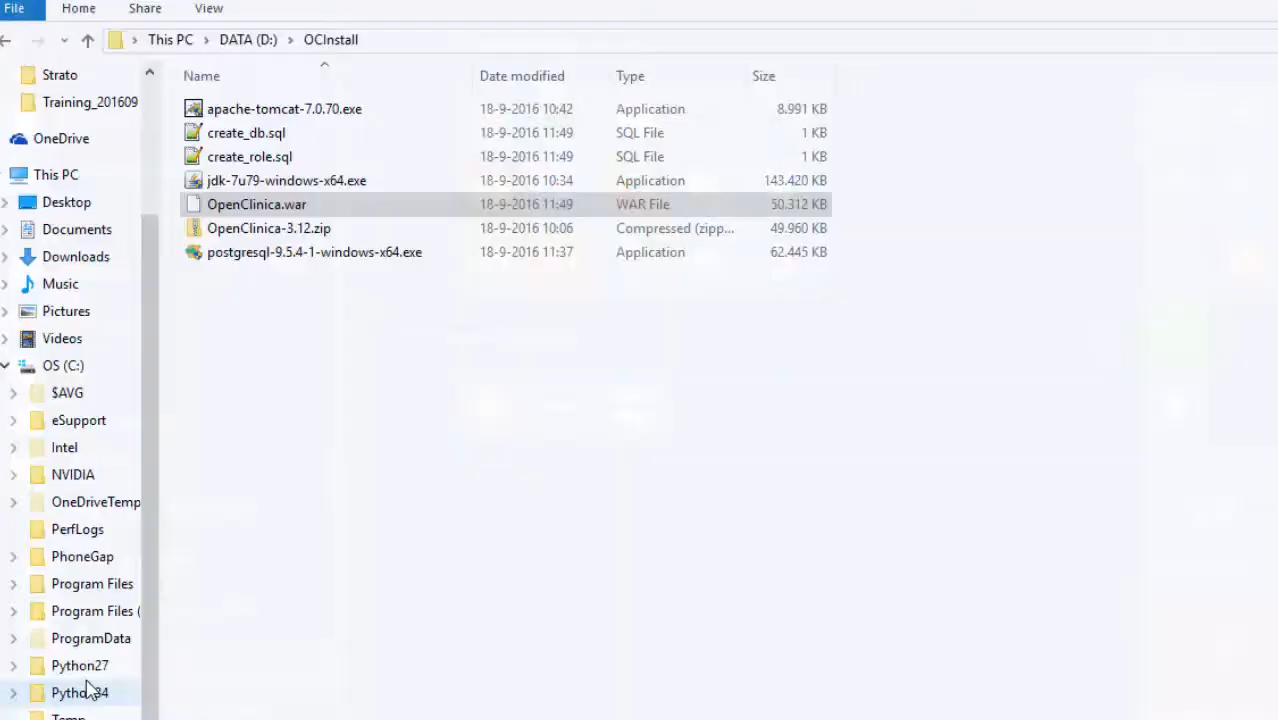 File Home Share View
This PC DATA (D:) OCInstall
Strato
Training_201609
OneDrive
This PC
Desktop
Documents
Downloads
Music
Pictures
Videos
OS (C:)
$AVG
eSupport
Intel
NVIDIA
OneDriveTemp
PerfLogs
PhoneGap
Program Files
Program Files (
ProgramData
Python27
Python34
Temp
Name Date modified Type Size
apache-tomcat-7.0.70.exe 18-9-2016 10:42 Application 8.991 KB
create_db.sql 18-9-2016 11:49 SQL File 1 KB
create_role.sql 18-9-2016 11:49 SQL File 1 KB
jdk-7u79-windows-x64.exe 18-9-2016 10:34 Application 143.420 KB
OpenClinica.war 18-9-2016 11:49 WAR File 50.312 KB
OpenClinica-3.12.zip 18-9-2016 10:06 Compressed (zipp... 49.960 KB
postgresql-9.5.4-1-windows-x64.exe 18-9-2016 11:37 Application 62.445 KB